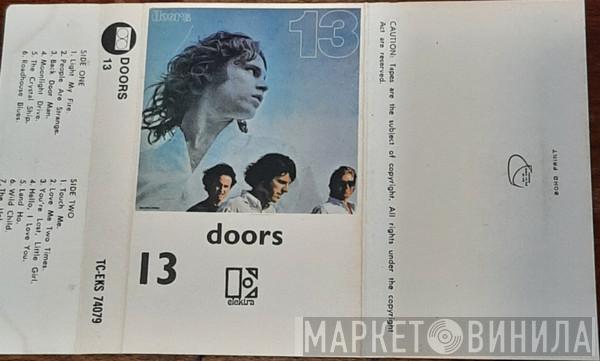 SIDE ONE
1. Light My Fire
2. People Are Strange.
3. Back Door Man.
4. Moonlight Drive.
5. The Crystal Ship.
6. Roadhouse Blues.
SIDE TWO
1. Touch Me.
2. Love Me Two Times.
3. You're Lost, Little Girl.
4. Hello, I Love You.
5. Land Ho.
6. Wild Child.
DOORS
13
TC-EKS 74079
doors
13
doors
13
elektra
CAUTION: Tapes are the subject of copyright. All rights under the copyright
Act are reserved.
BOND PRINT
МАРКЕТ ВИНИЛА